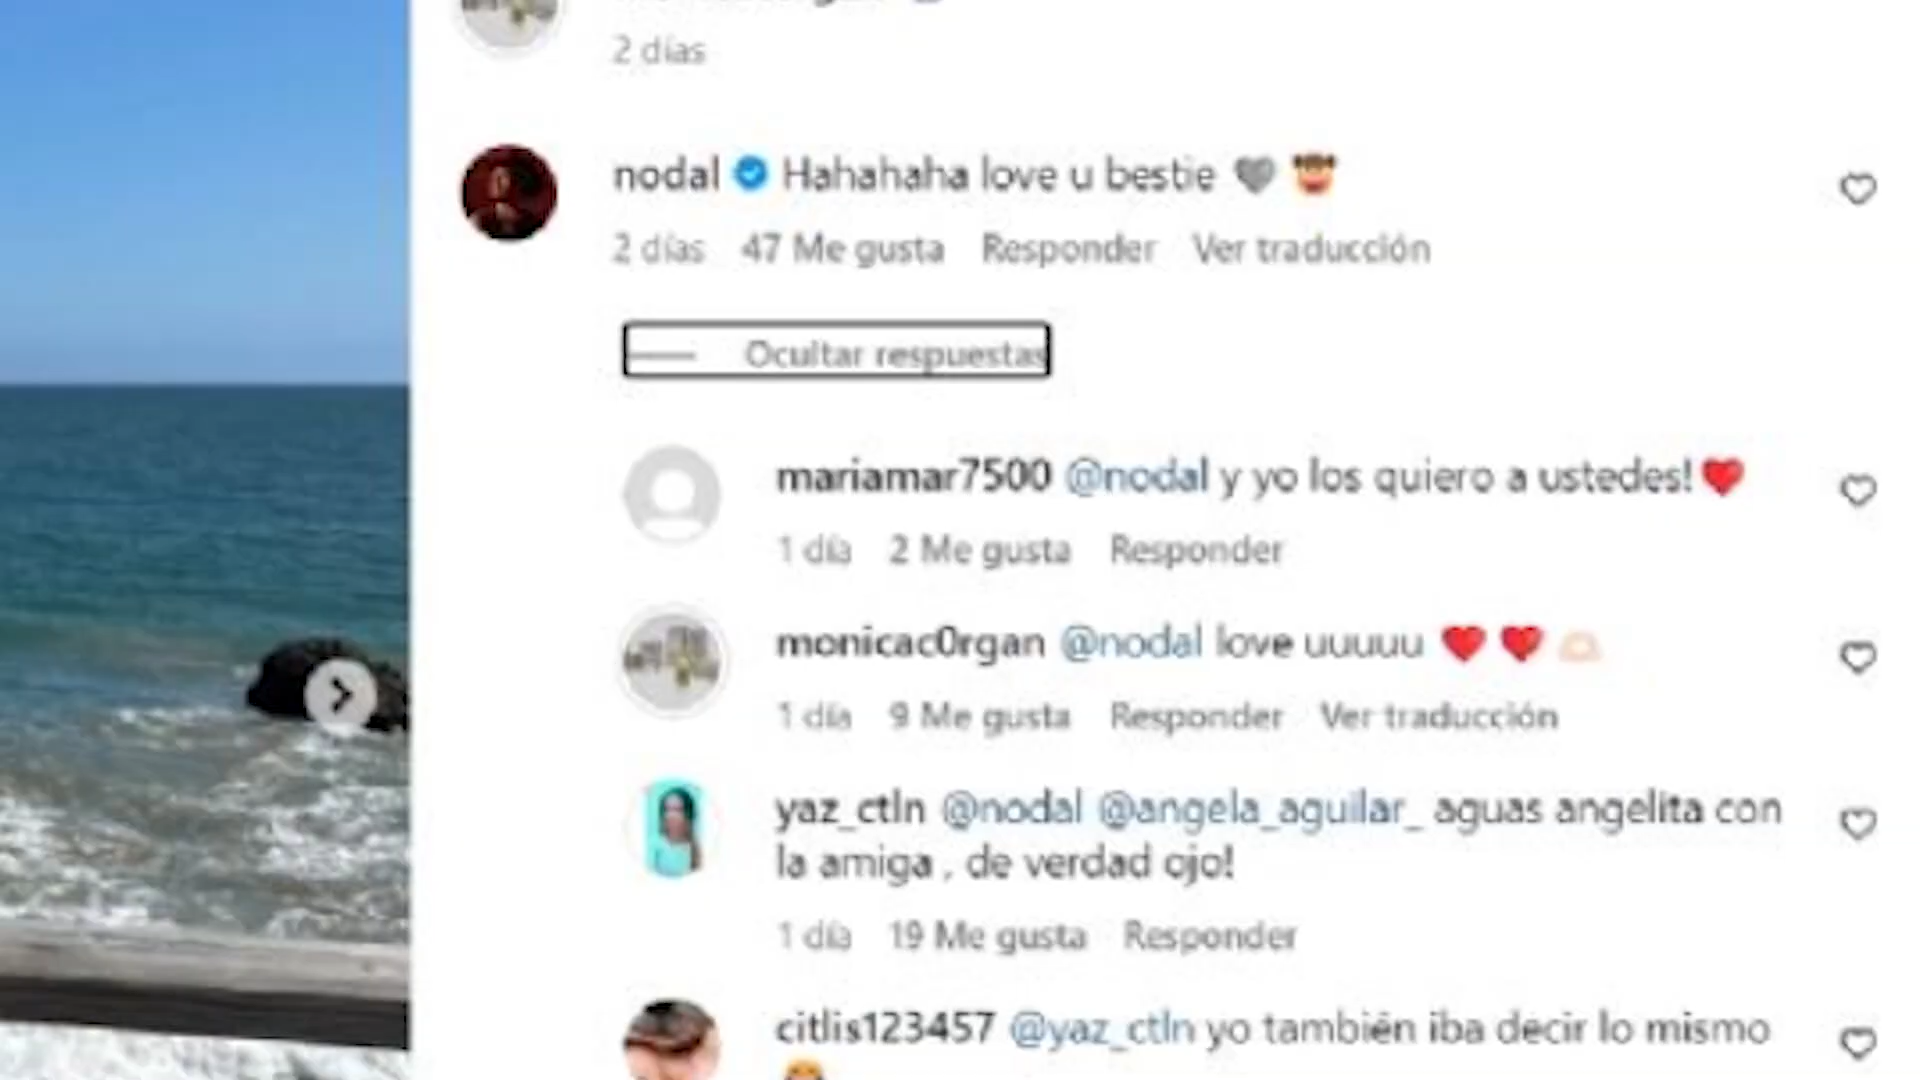 2 días
nodal Hahahaha love u bestie 🩶 🤠
2 días 47 Me gusta Responder Ver traducción
Ocultar respuestas
mariamar7500 @nodal y yo los quiero a ustedes!❤️
1 día 2 Me gusta Responder
monicac0rgan @nodal love uuuuu ❤️ ❤️ 🫶🏻
1 día 9 Me gusta Responder Ver traducción
yaz_ctln @nodal @angela_aguilar_ aguas angelita con
la amiga , de verdad ojo!
1 día 19 Me gusta Responder
citlis123457 @yaz_ctln yo también iba decir lo mismo